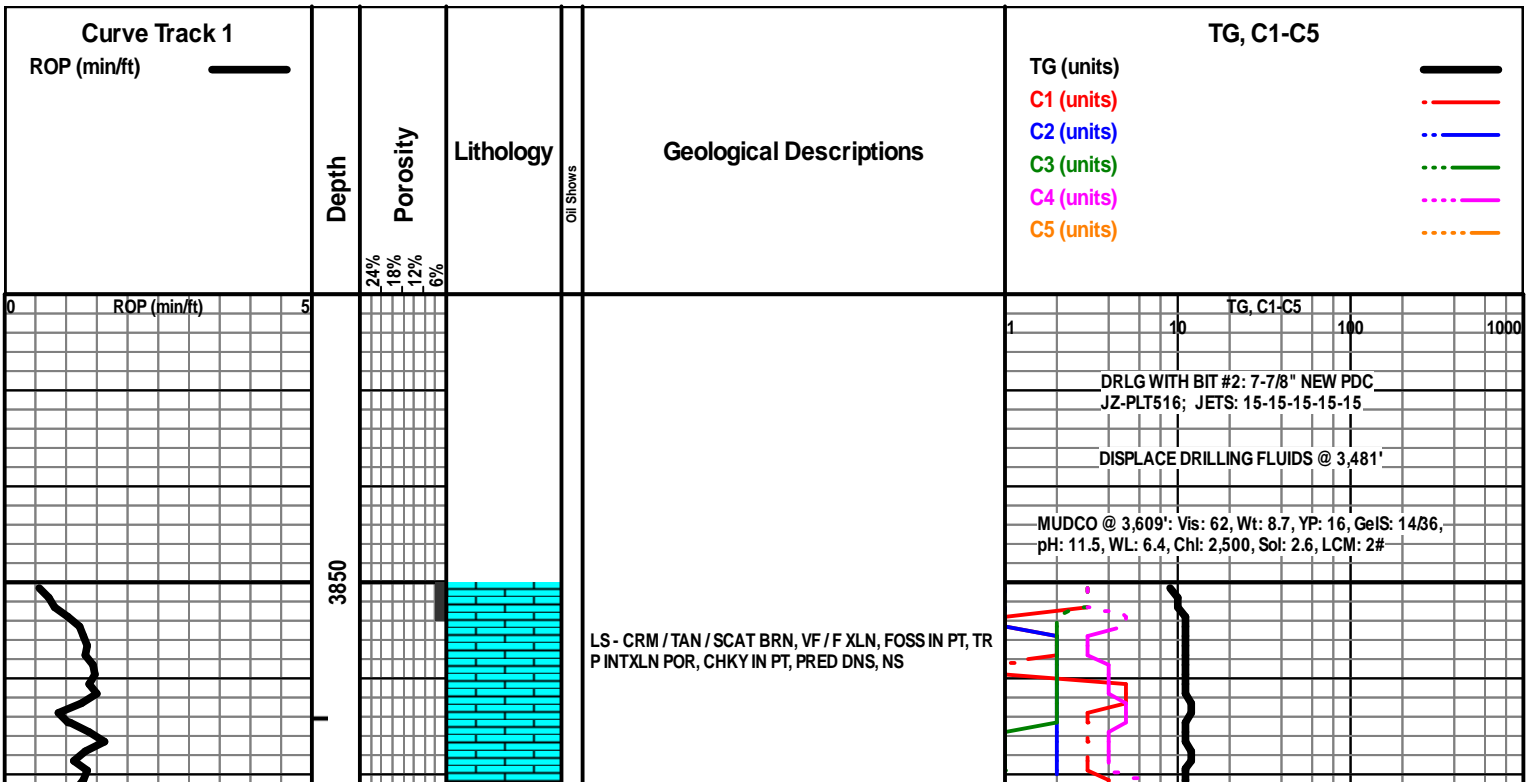 Curve Track 1
ROP (min/ft)
Depth
Porosity
24%
18%
12%
6%
Lithology
Oil Shows
Geological Descriptions
TG, C1-C5
TG (units)
C1 (units)
C2 (units)
C3 (units)
C4 (units)
C5 (units)
0 ROP (min/ft) 5
TG, C1-C5
1 10 100 1000
DRLG WITH BIT #2: 7-7/8" NEW PDC
JZ-PLT516; JETS: 15-15-15-15-15
DISPLACE DRILLING FLUIDS @ 3,481'
MUDCO @ 3,609': Vis: 62, Wt: 8.7, YP: 16, GelS: 14/36,
pH: 11.5, WL: 6.4, Chl: 2,500, Sol: 2.6, LCM: 2#
3850
LS - CRM / TAN / SCAT BRN, VF / F XLN, FOSS IN PT, TR
P INTXLN POR, CHKY IN PT, PRED DNS, NS